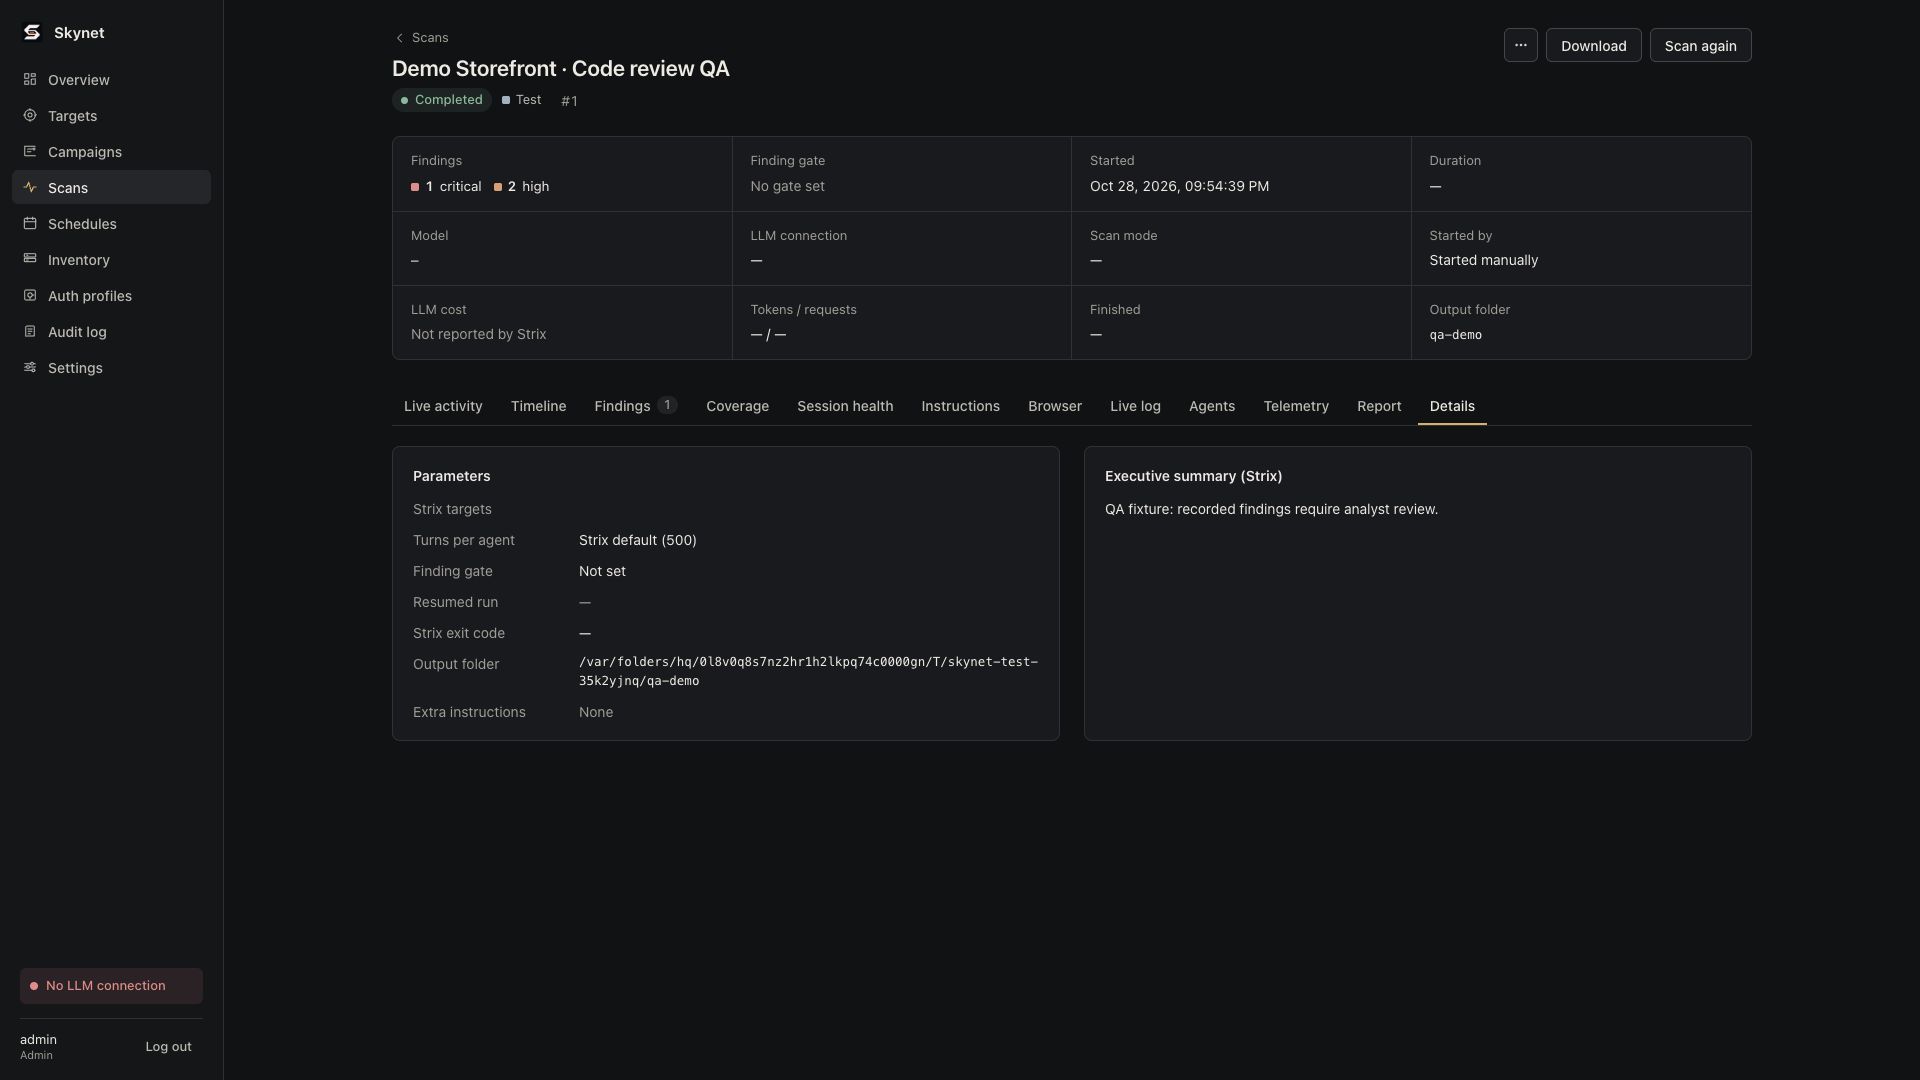 Skynet
Overview
Targets
Campaigns
Scans
Schedules
Inventory
Auth profiles
Audit log
Settings
No LLM connection
admin
Admin
Log out
Scans
Demo Storefront · Code review QA
Completed Test #1
... Download Scan again
Findings
1 critical 2 high
Finding gate
No gate set
Started
Oct 28, 2026, 09:54:39 PM
Duration
—
Model
–
LLM connection
—
Scan mode
—
Started by
Started manually
LLM cost
Not reported by Strix
Tokens / requests
— / —
Finished
—
Output folder
qa-demo
Live activity Timeline Findings 1 Coverage Session health Instructions Browser Live log Agents Telemetry Report Details
Parameters
Strix targets
Turns per agent Strix default (500)
Finding gate Not set
Resumed run —
Strix exit code —
Output folder /var/folders/hq/0l8v0q8s7nz2hr1h2lkpq74c0000gn/T/skynet-test-
35k2yjnq/qa-demo
Extra instructions None
Executive summary (Strix)
QA fixture: recorded findings require analyst review.